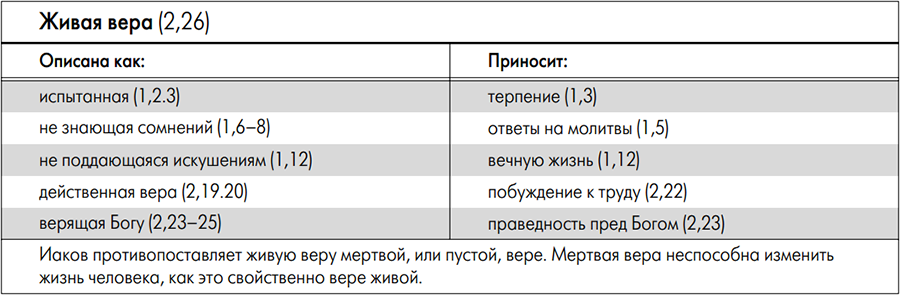 Живая вера (2,26)
Описана как: Приносит:
испытанная (1,2.3) терпение (1,3)
не знающая сомнений (1,6–8) ответы на молитвы (1,5)
не поддающаяся искушениям (1,12) вечную жизнь (1,12)
действенная вера (2,19.20) побуждение к труду (2,22)
верящая Богу (2,23–25) праведность пред Богом (2,23)
Иаков противопоставляет живую веру мертвой, или пустой, вере. Мертвая вера неспособна изменить
жизнь человека, как это свойственно вере живой.